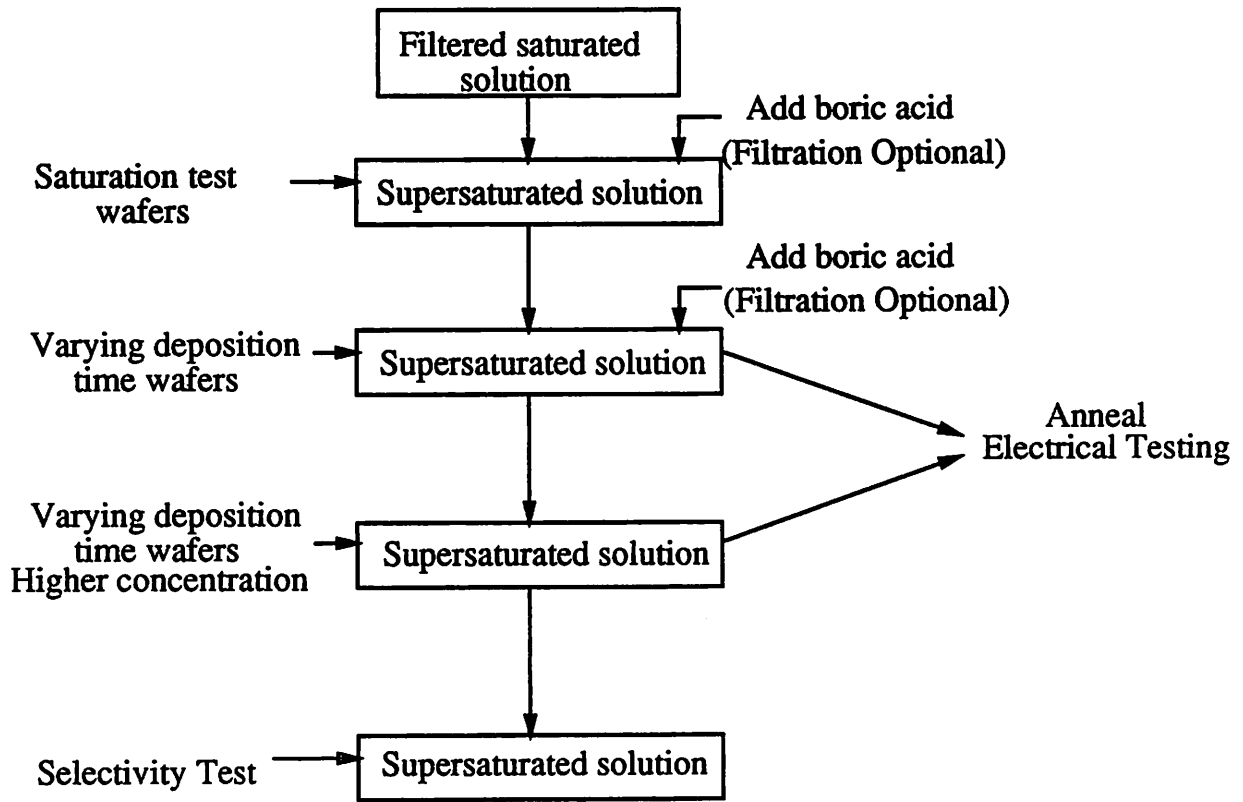 Filtered saturated
solution
Add boric acid
(Filtration Optional)
Saturation test
wafers
Supersaturated solution
Add boric acid
(Filtration Optional)
Varying deposition
time wafers
Supersaturated solution
Anneal
Electrical Testing
Varying deposition
time wafers
Higher concentration
Supersaturated solution
Selectivity Test
Supersaturated solution